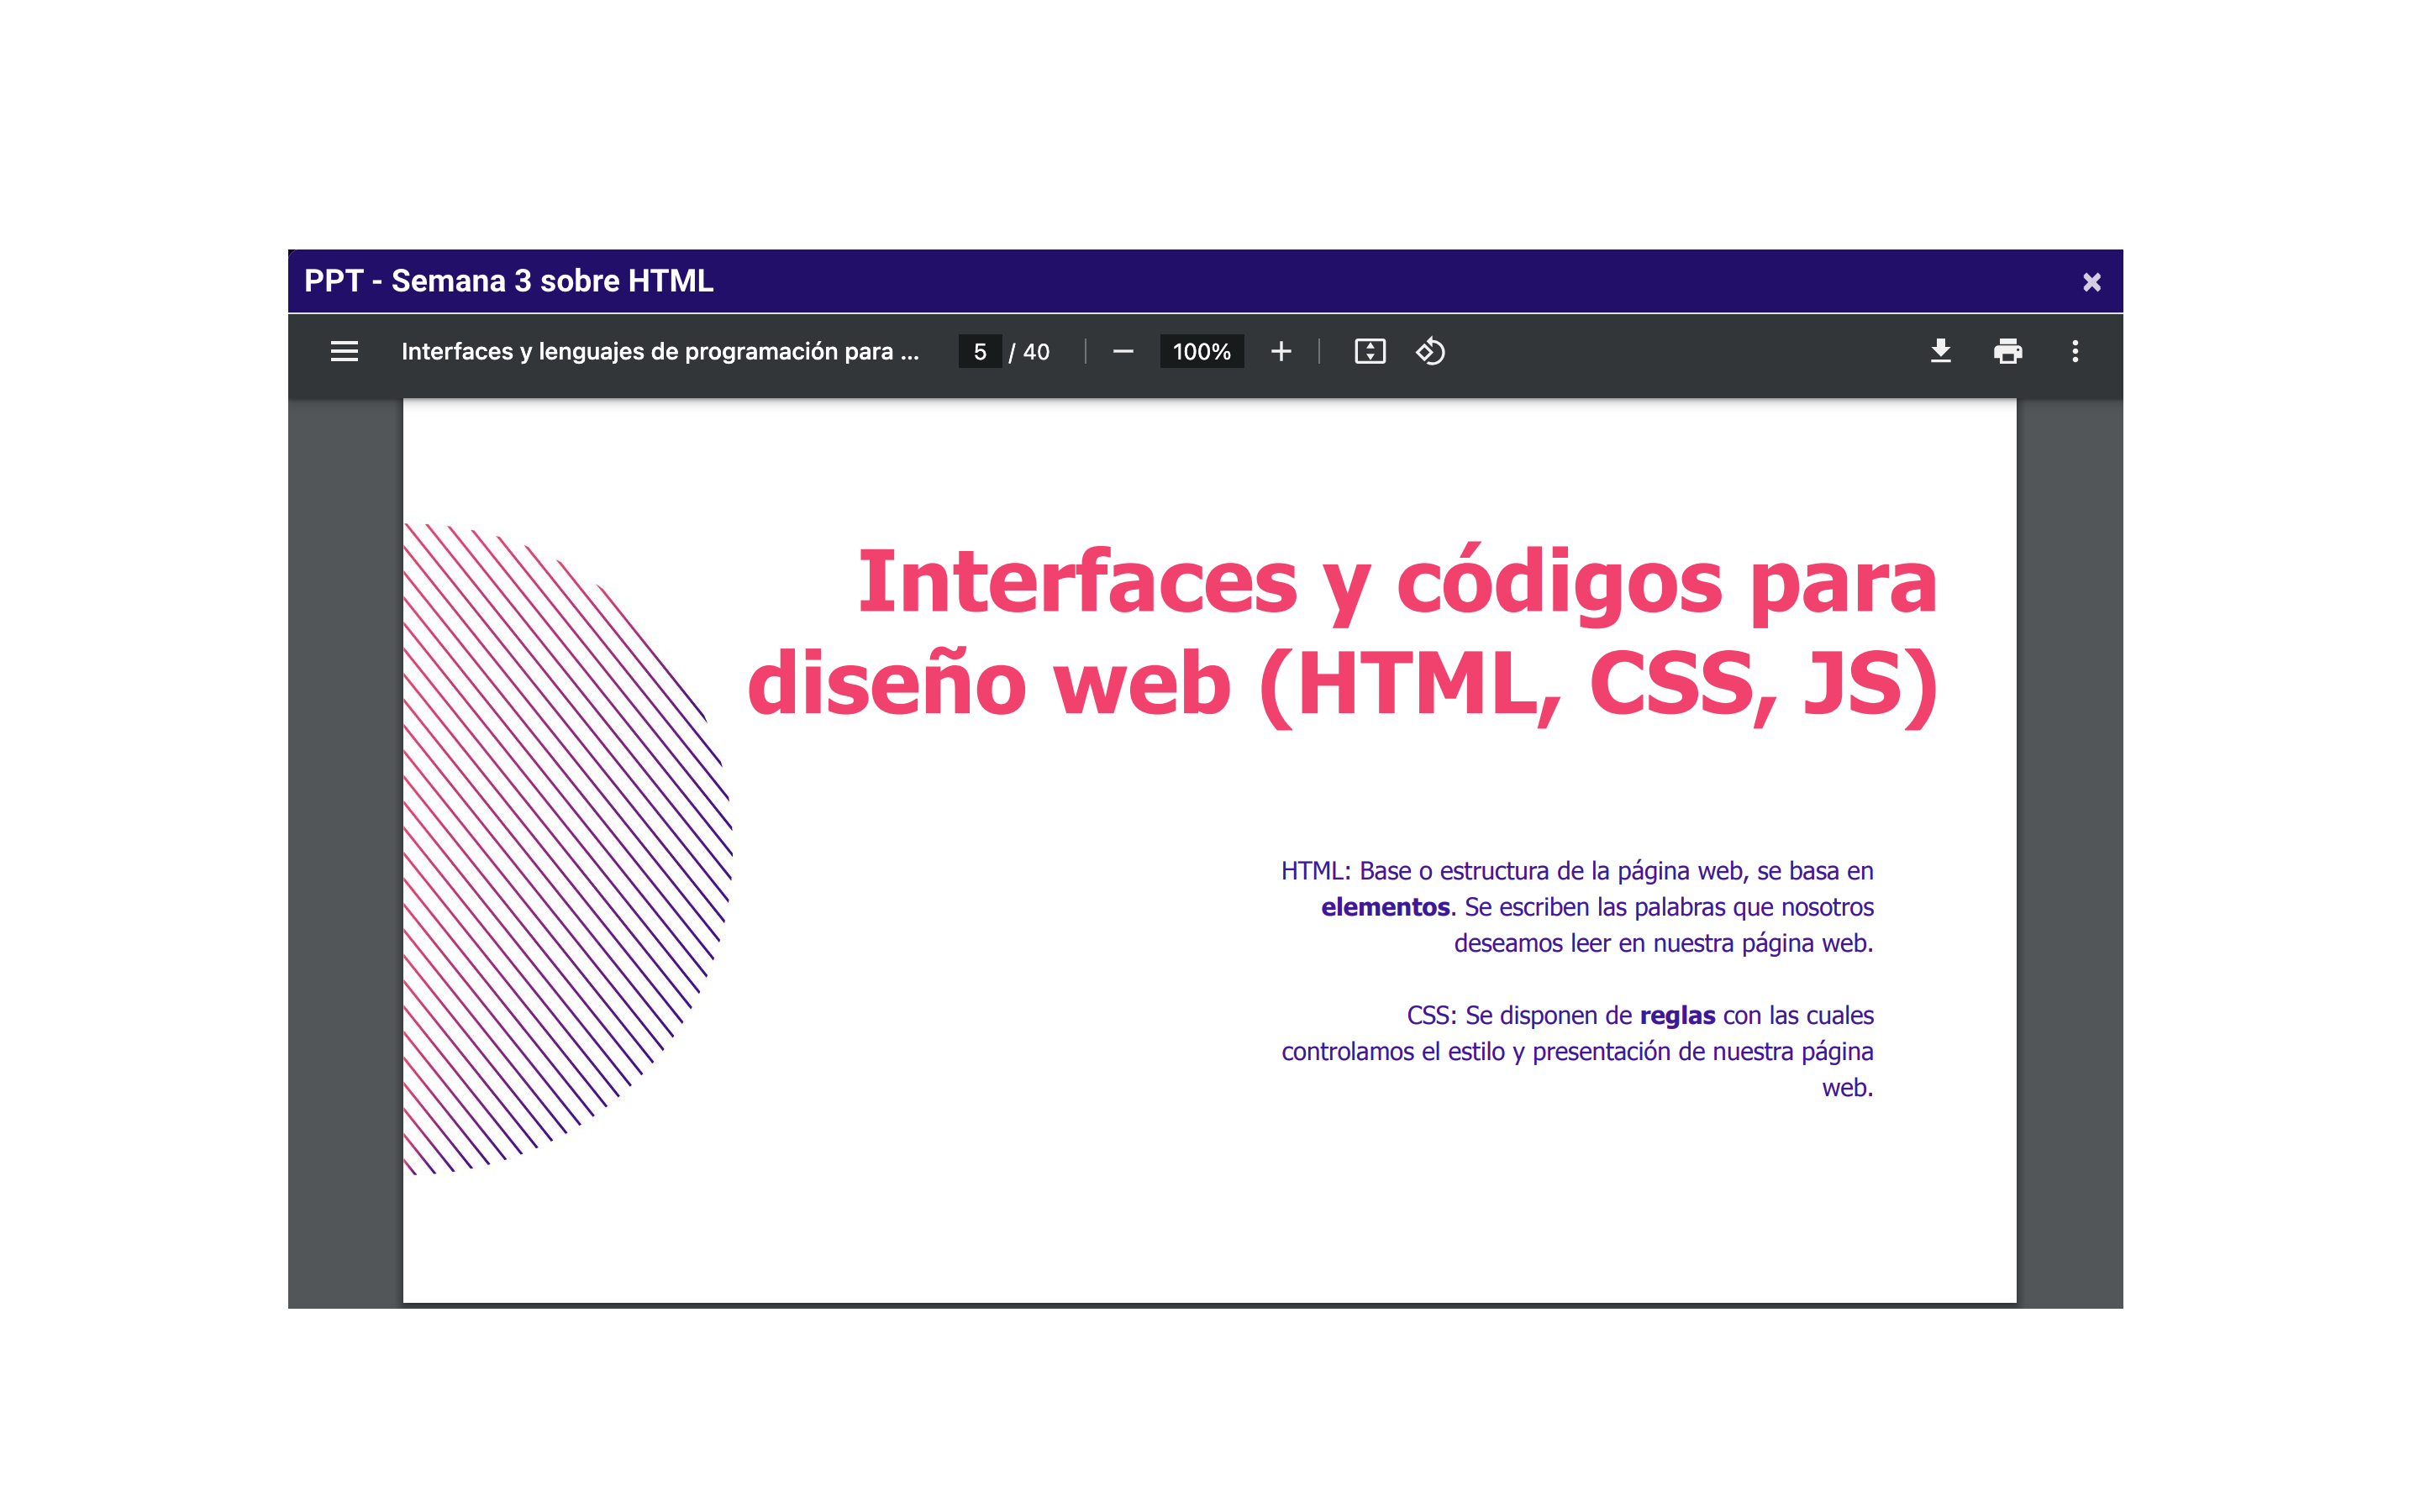 PPT - Semana 3 sobre HTML
Interfaces y lenguajes de programación para ... 5 / 40 100%
Interfaces y códigos para
diseño web (HTML, CSS, JS)
HTML: Base o estructura de la página web, se basa en
elementos. Se escriben las palabras que nosotros
deseamos leer en nuestra página web.
CSS: Se disponen de reglas con las cuales
controlamos el estilo y presentación de nuestra página
web.